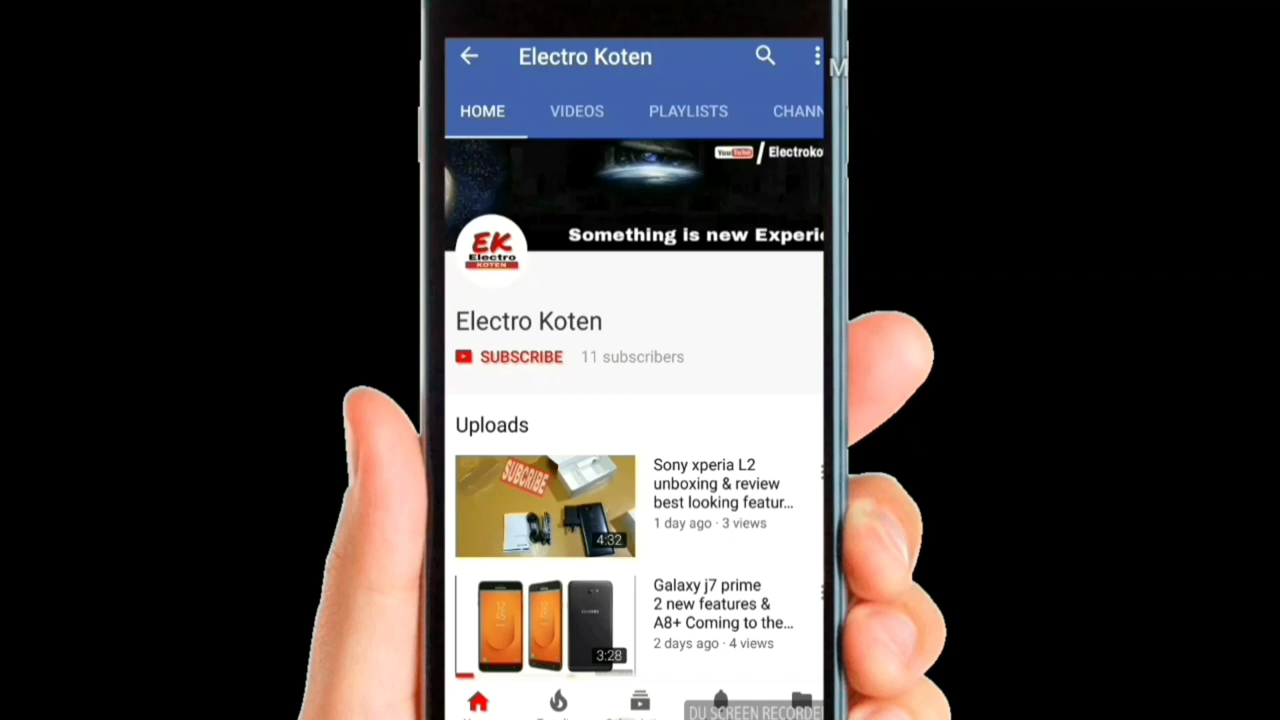 Electro Koten
M
HOME VIDEOS PLAYLISTS CHANN
YouTube / Electroko
Something is new Experi
EK
Electro
KOTEN
Electro Koten
SUBSCRIBE 11 subscribers
Uploads
SUBCRIBE
4:32
Sony xperia L2
unboxing & review
best looking featur...
1 day ago · 3 views
3:28
Galaxy j7 prime
2 new features &
A8+ Coming to the...
2 days ago · 4 views
DU SCREEN RECORDER